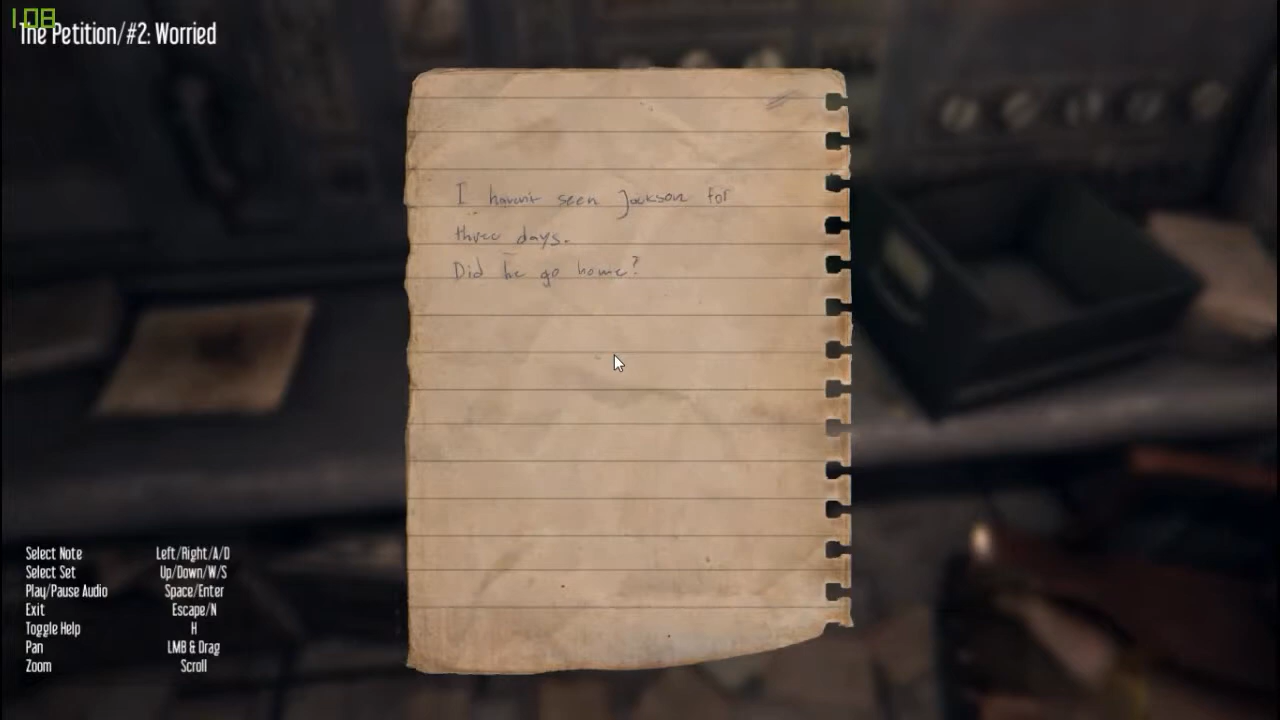 108
The Petition/#2: Worried
I haven't seen Jackson for
three days.
Did he go home?
Select Note Left/Right/A/D
Select Set Up/Down/W/S
Play/Pause Audio Space/Enter
Exit Escape/N
Toggle Help H
Pan LMB & Drag
Zoom Scroll